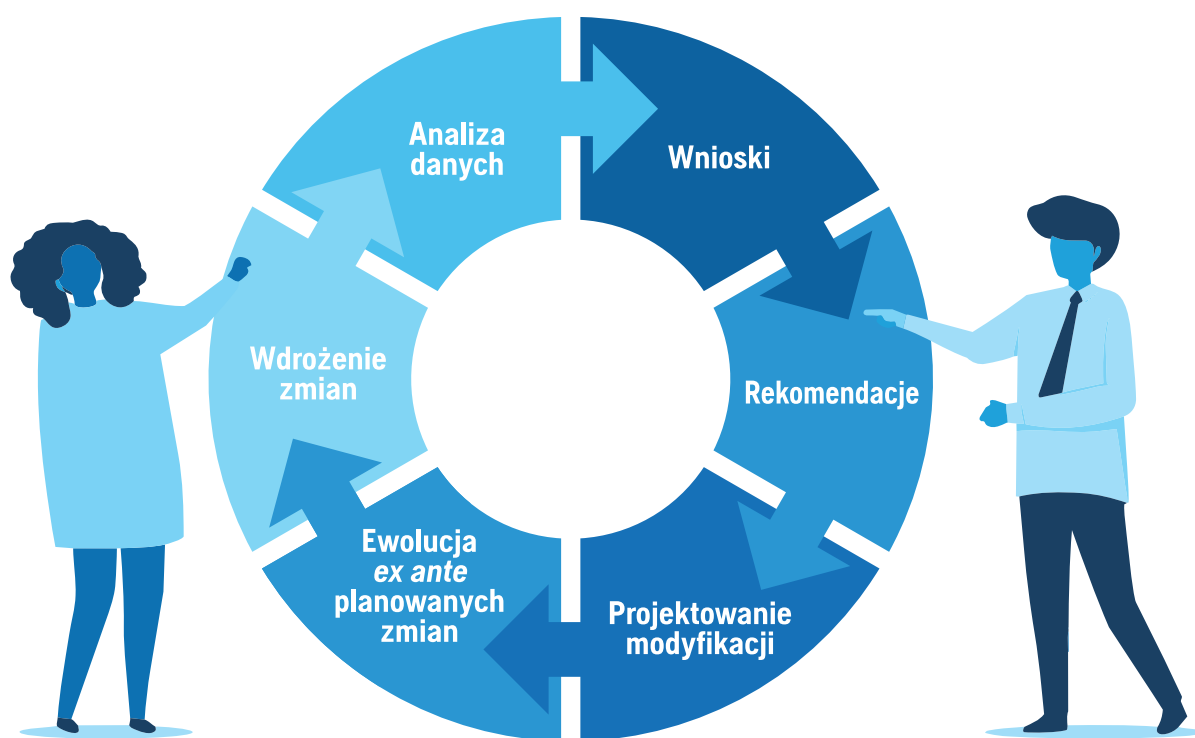 Analiza
danych
Wnioski
Rekomendacje
Projektowanie
modyfikacji
Ewolucja
ex ante
planowanych
zmian
Wdrożenie
zmian